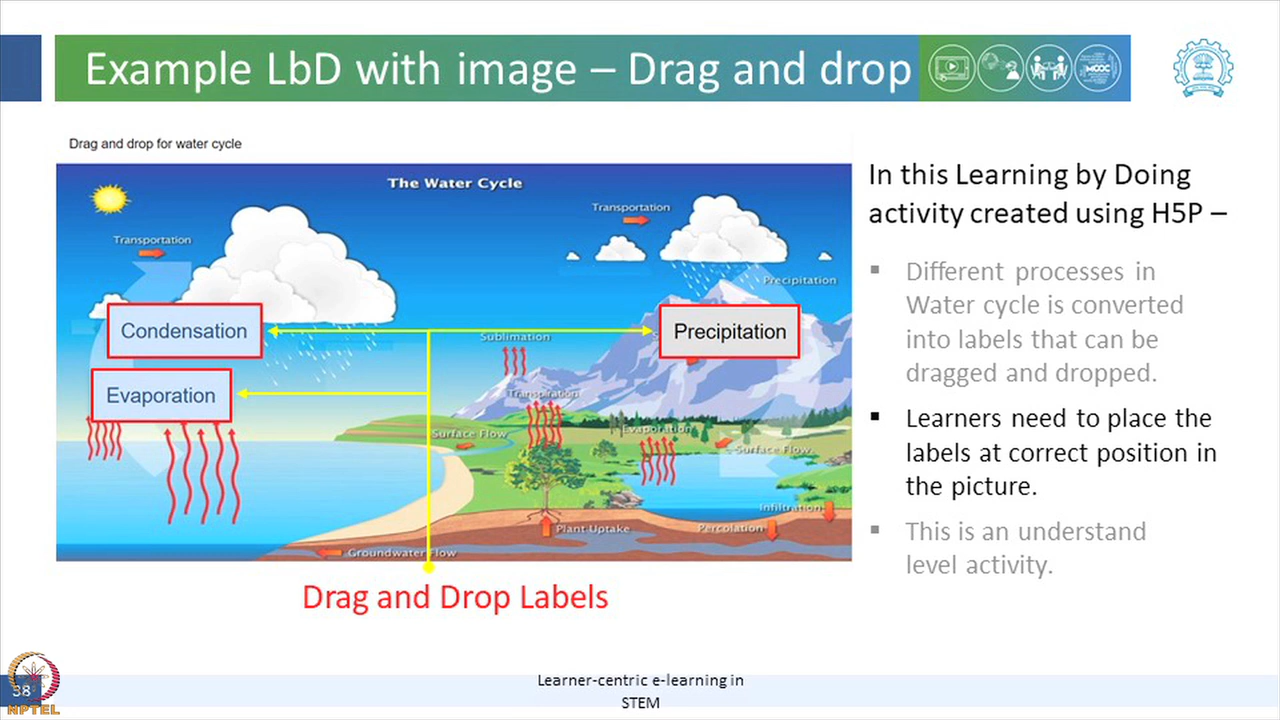 Example LbD with image – Drag and drop
MOOC
Drag and drop for water cycle
The Water Cycle
Transportation
Transportation
Precipitation
Condensation
Precipitation
Sublimation
Evaporation
Transpiration
Evaporation
Surface Flow
Surface Flow
Infiltration
Plant Uptake
Percolation
Groundwater Flow
Drag and Drop Labels
In this Learning by Doing
activity created using H5P –
▪ Different processes in
Water cycle is converted
into labels that can be
dragged and dropped.
▪ Learners need to place the
labels at correct position in
the picture.
▪ This is an understand
level activity.
38
NPTEL
Learner-centric e-learning in
STEM